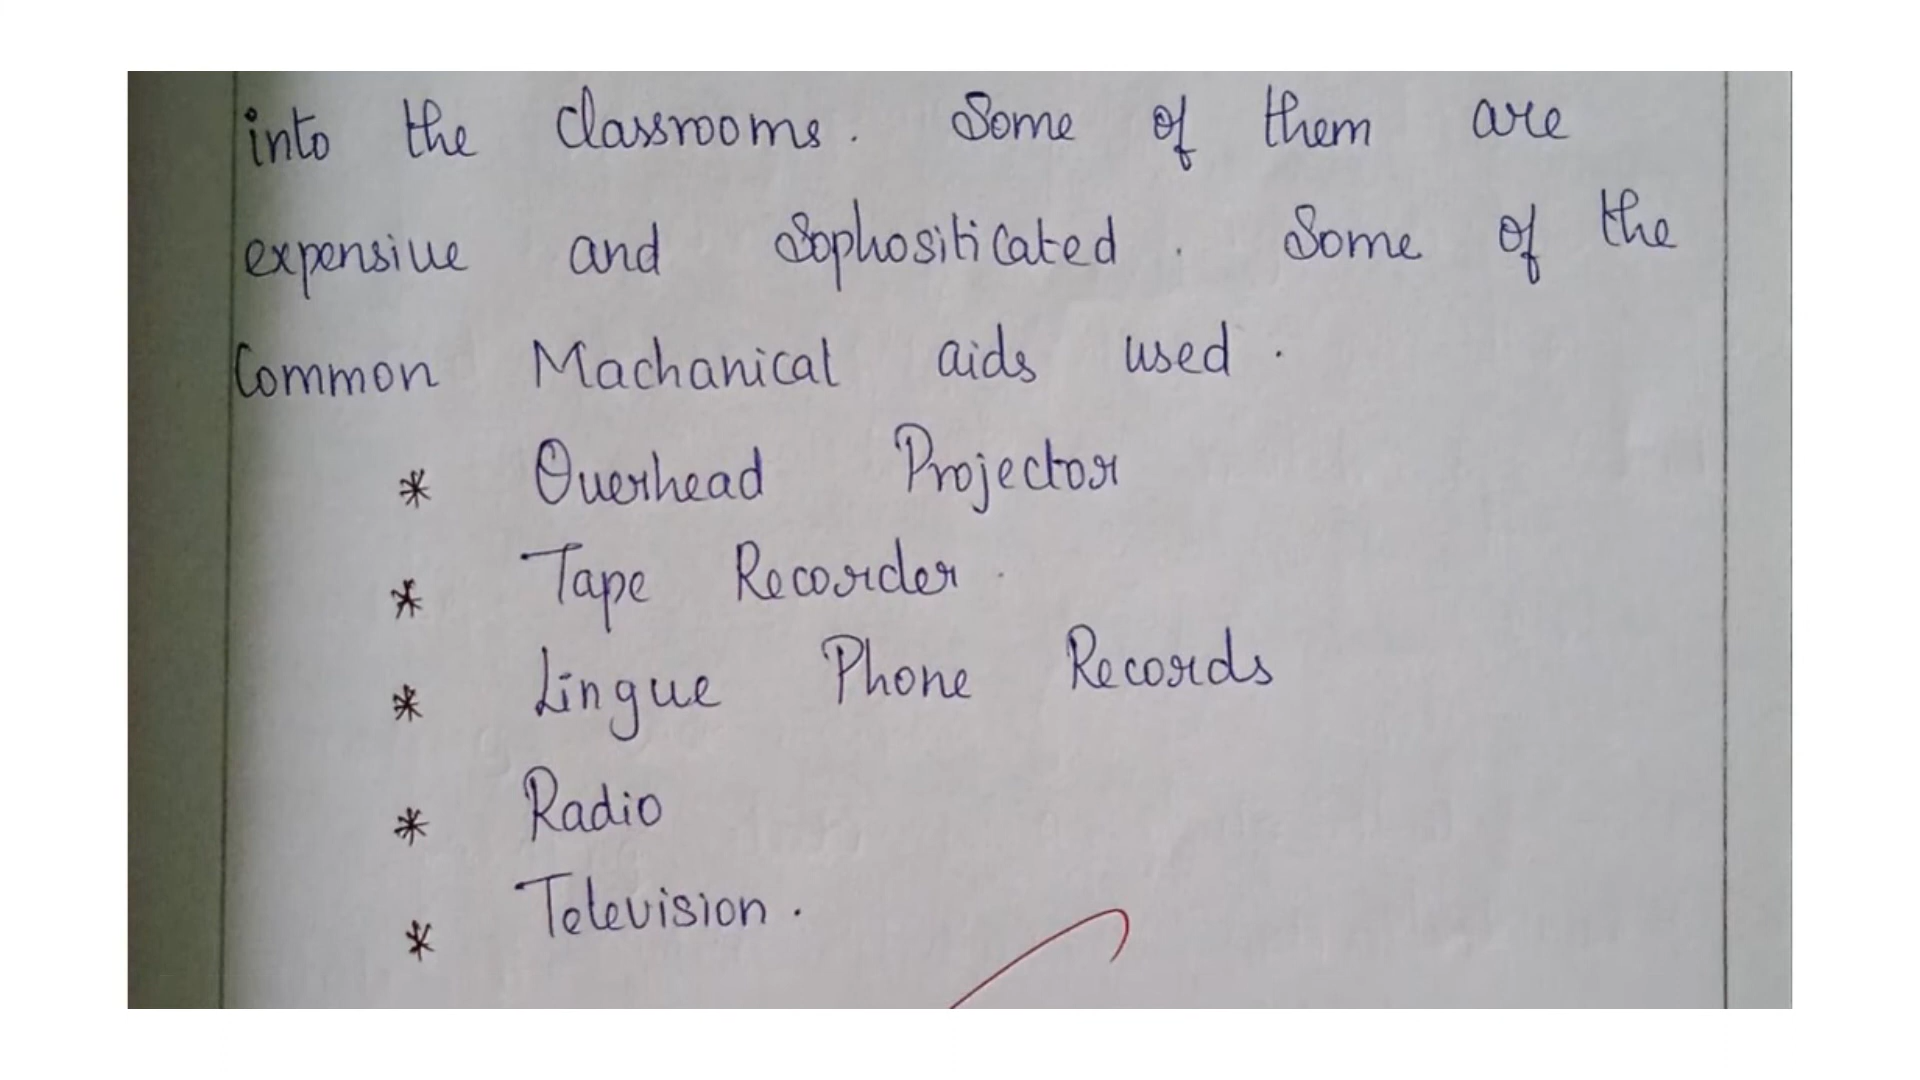 into the classrooms. Some of them are
expensive and Sophositicated. Some of the
Common Machanical aids used.
* Overhead Projector
* Tape Recorder.
* Lingue Phone Records
* Radio
* Television.